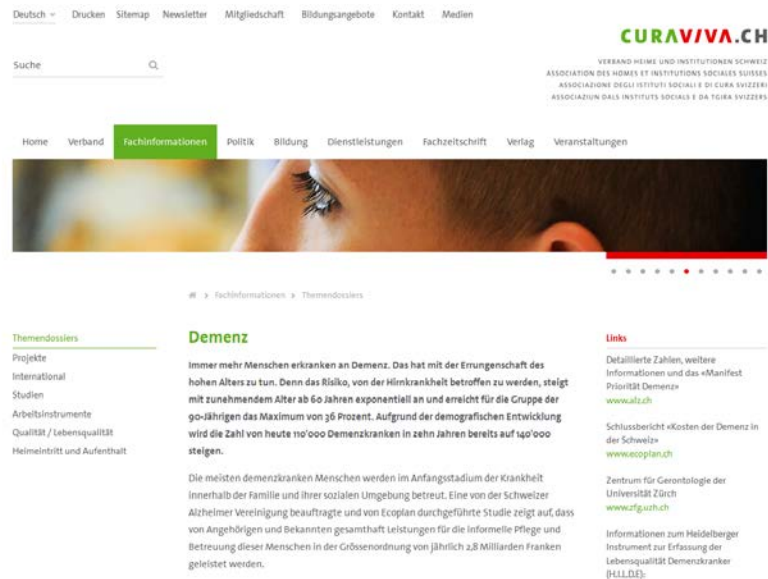 Deutsch Drucken Sitemap Newsletter Mitgliedschaft Bildungsangebote Kontakt Medien
CURAVIVA.CH
Suche
VERBAND HEIME UND INSTITUTIONEN SCHWEIZ
ASSOCIATION DES HOMES ET INSTITUTIONS SOCIALES SUISSES
ASSOCIAZIONE DEGLI ISTITUTI SOCIALI E DI CURA SVIZZERI
ASSOCIAZIUN DALS INSTITUTS SOCIALS E DA TGIRA SVIZZERS
Home Verband Fachinformationen Politik Bildung Dienstleistungen Fachzeitschrift Verlag Veranstaltungen
> Fachinformationen > Themendossiers
Themendossiers
Projekte
International
Studien
Arbeitsinstrumente
Qualität / Lebensqualität
Heimeintritt und Aufenthalt
Demenz
Immer mehr Menschen erkranken an Demenz. Das hat mit der Errungenschaft des
hohen Alters zu tun. Denn das Risiko, von der Hirnkrankheit betroffen zu werden, steigt
mit zunehmendem Alter ab 60 Jahren exponentiell an und erreicht für die Gruppe der
90-Jährigen das Maximum von 36 Prozent. Aufgrund der demografischen Entwicklung
wird die Zahl von heute 110'000 Demenzkranken in zehn Jahren bereits auf 140'000
steigen.
Die meisten demenzkranken Menschen werden im Anfangsstadium der Krankheit
innerhalb der Familie und ihrer sozialen Umgebung betreut. Eine von der Schweizer
Alzheimer Vereinigung beauftragte und von Ecoplan durchgeführte Studie zeigt auf, dass
von Angehörigen und Bekannten gesamthaft Leistungen für die informelle Pflege und
Betreuung dieser Menschen in der Grössenordnung von jährlich 2,8 Milliarden Franken
geleistet werden.
Links
Detaillierte Zahlen, weitere
Informationen und das «Manifest
Priorität Demenz»
www.alz.ch
Schlussbericht «Kosten der Demenz in
der Schweiz»
www.ecoplan.ch
Zentrum für Gerontologie der
Universität Zürch
www.zfg.uzh.ch
Informationen zum Heidelberger
Instrument zur Erfassung der
Lebensqualität Demenzkranker
(H.I.L.D.E):